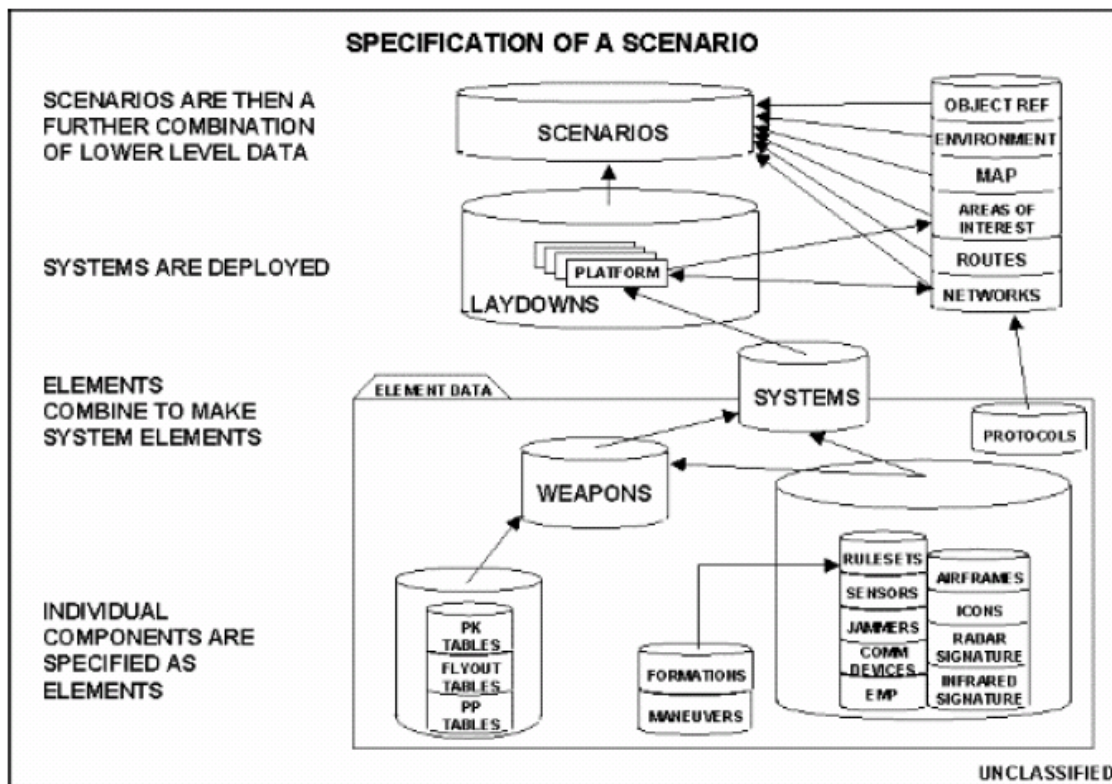 SPECIFICATION OF A SCENARIO
SCENARIOS ARE THEN A
FURTHER COMBINATION
OF LOWER LEVEL DATA
SCENARIOS
OBJECT REF
ENVIRONMENT
MAP
AREAS OF
INTEREST
ROUTES
NETWORKS
SYSTEMS ARE DEPLOYED
PLATFORM
LAYDOWNS
ELEMENTS
COMBINE TO MAKE
SYSTEM ELEMENTS
ELEMENT DATA
SYSTEMS
PROTOCOLS
WEAPONS
INDIVIDUAL
COMPONENTS ARE
SPECIFIED AS
ELEMENTS
PK
TABLES
FLYOUT
TABLES
PP
TABLES
FORMATIONS
MANEUVERS
RULESETS
SENSORS
JAMMERS
COMM
DEVICES
EMP
AIRFRAMES
ICONS
RADAR
SIGNATURE
INFRARED
SIGNATURE
UNCLASSIFIED